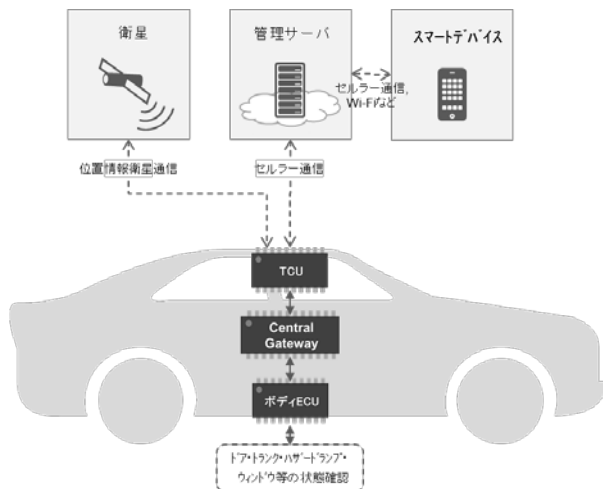 衛星
管理サーバ
スマートデバイス
セルラー通信,
Wi-Fiなど
位置情報衛星通信
セルラー通信
TCU
Central
Gateway
ボディECU
ドア・トランク・ハザードランプ・
ウィンドウ等の状態確認